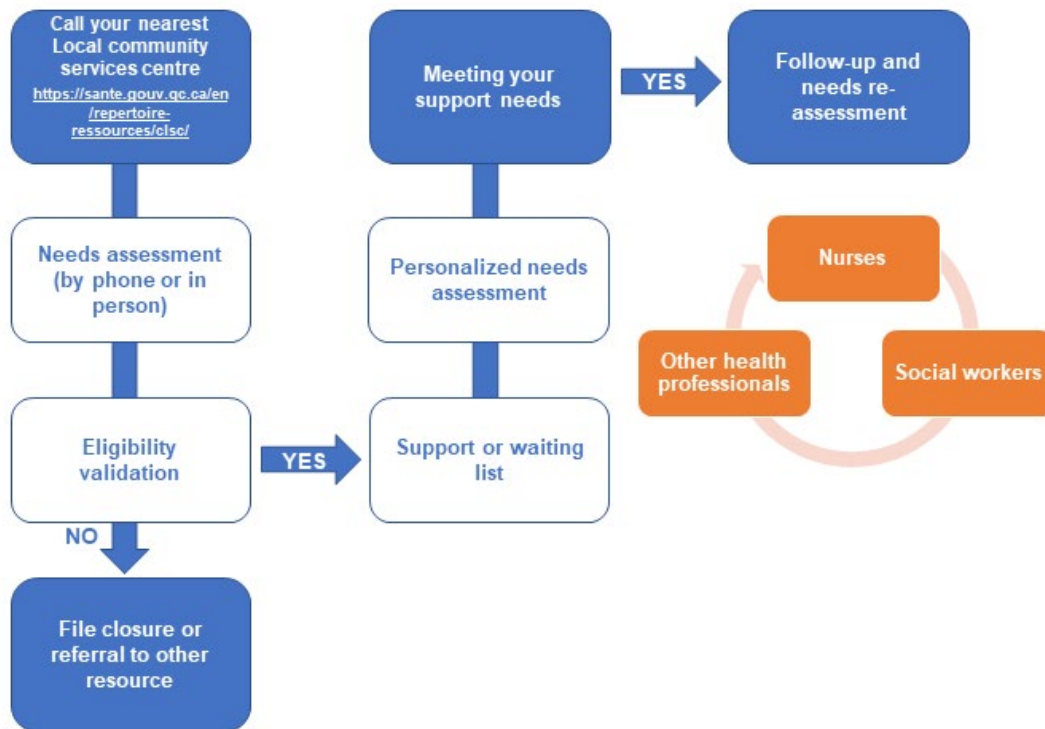 Call your nearest
Local community
services centre
https://sante.gouv.qc.ca/en
/repertoire-
ressources/clsc/
Needs assessment
(by phone or in
person)
Eligibility
validation
NO
File closure or
referral to other
resource
YES
Support or waiting
list
Personalized needs
assessment
Meeting your
support needs
YES
Follow-up and
needs re-
assessment
Nurses
Social workers
Other health
professionals